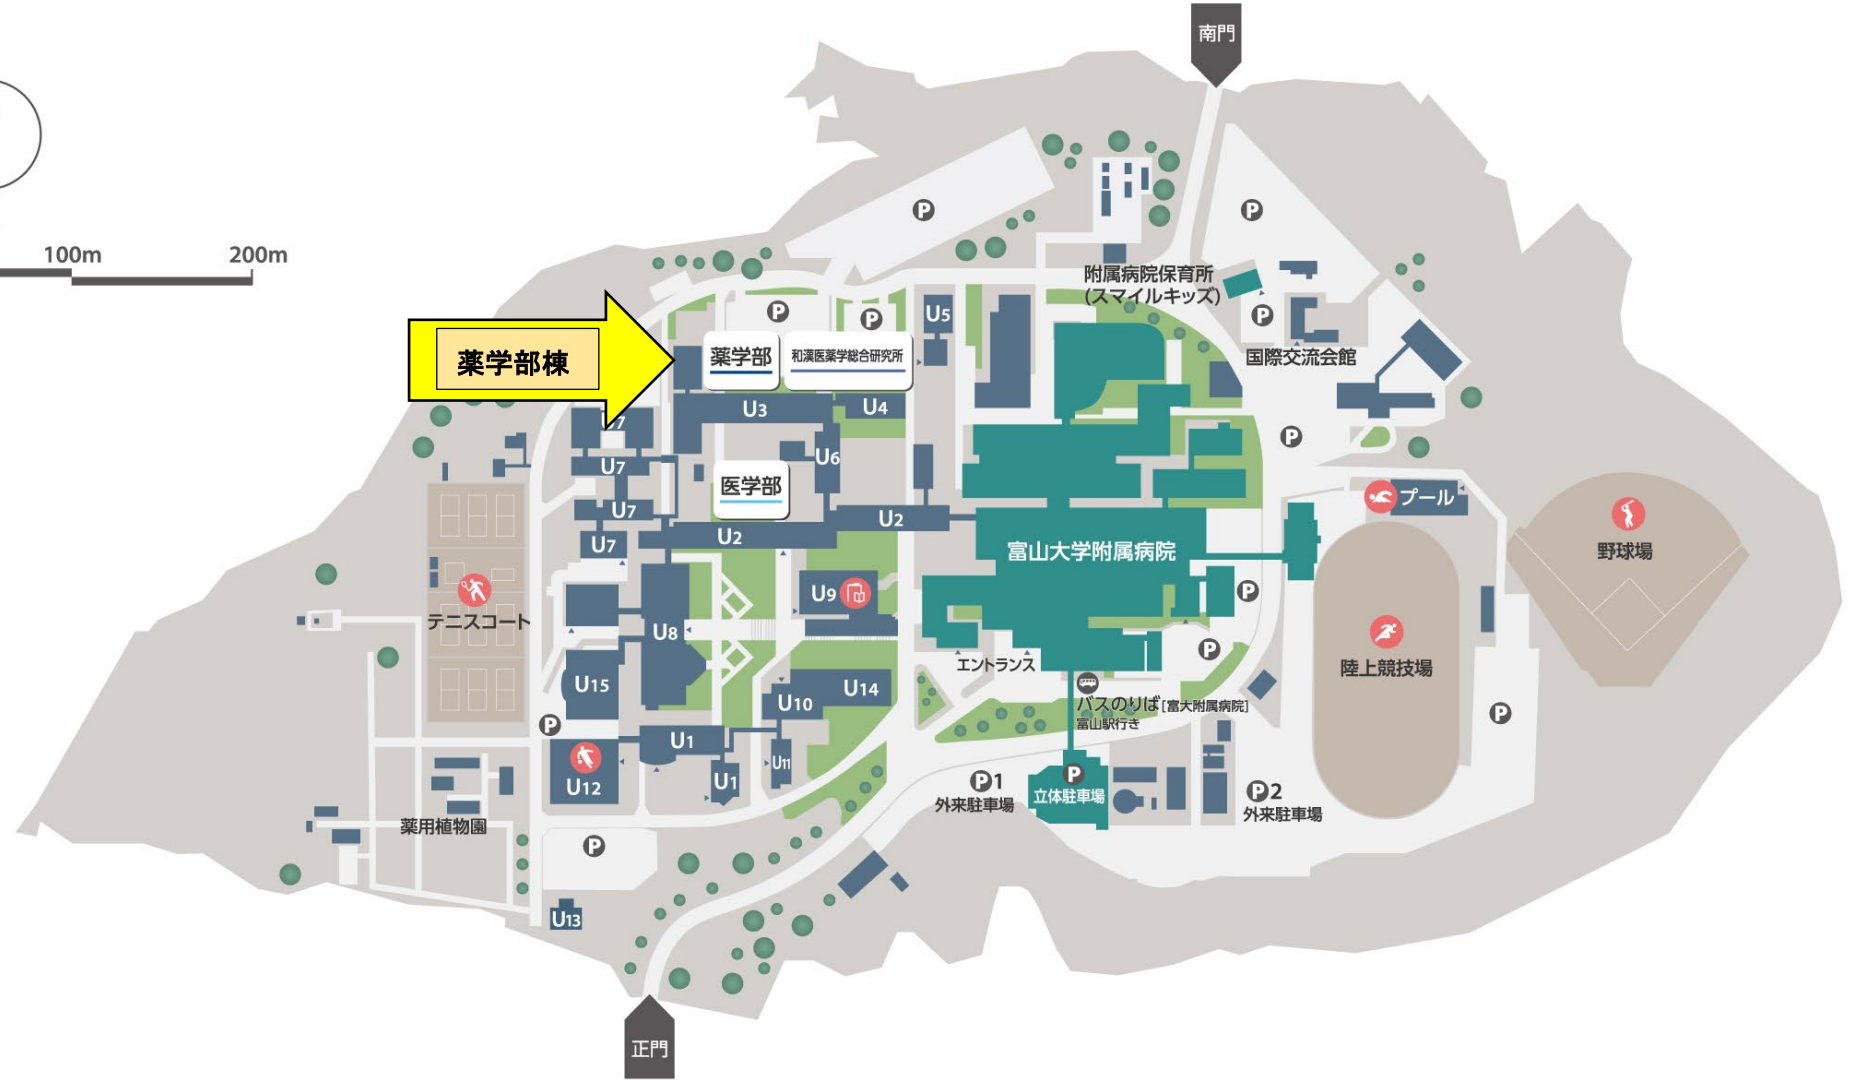 南門
100m
200m
P
P
附属病院保育所
(スマイルキッズ)
P
P
U5
P
薬学部棟
薬学部
和漢医薬学総合研究所
国際交流会館
U3
U4
U7
P
U6
U7
医学部
プール
U7
U2
U2
野球場
U7
富山大学附属病院
テニスコート
U9
P
U8
エントランス
P
陸上競技場
U15
U14
U10
バスのりば[富大附属病院]
富山駅行き
P
P
U1
U11
U12
U1
P1
外来駐車場
P
立体駐車場
P2
外来駐車場
薬用植物園
P
U13
正門